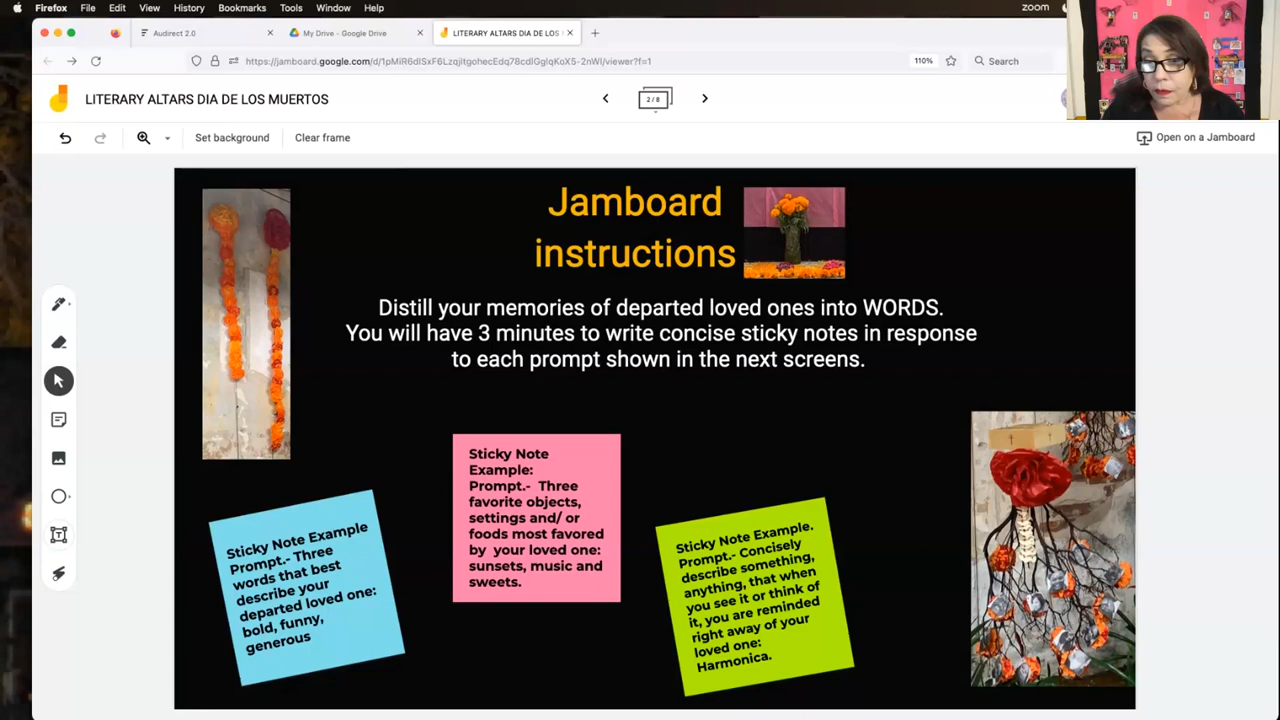 Firefox File Edit View History Bookmarks Tools Window Help zoom
Audirect 2.0
My Drive - Google Drive
LITERARY ALTARS DIA DE LOS
110%
Search
LITERARY ALTARS DIA DE LOS MUERTOS
2 / 8
Set background
Clear frame
Open on a Jamboard
Jamboard
instructions
Distill your memories of departed loved ones into WORDS.
You will have 3 minutes to write concise sticky notes in response
to each prompt shown in the next screens.
Sticky Note Example
Prompt.- Three
words that best
describe your
departed loved one:
bold, funny,
generous
Sticky Note
Example:
Prompt.- Three
favorite objects,
settings and/ or
foods most favored
by your loved one:
sunsets, music and
sweets.
Sticky Note Example.
Prompt.- Concisely
describe something,
anything, that when
you see it or think of
it, you are reminded
right away of your
loved one:
Harmonica.